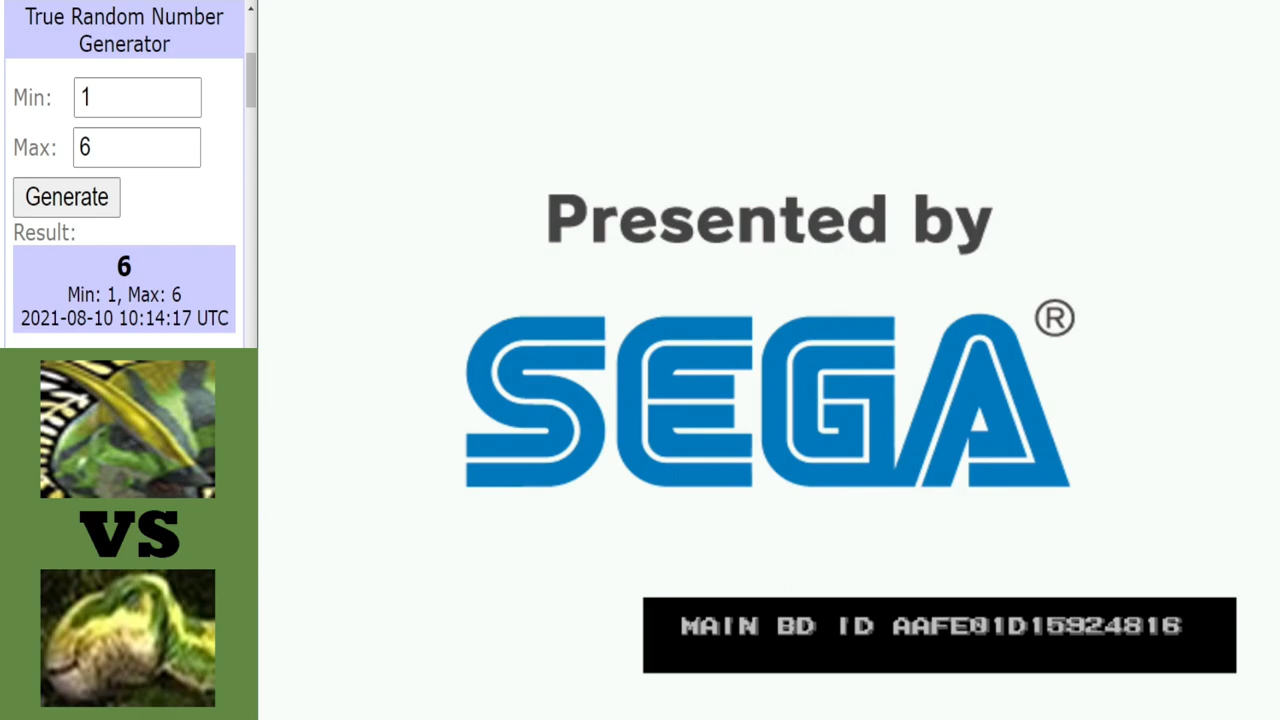 True Random Number
Generator
Min: 1
Max: 6
Generate
Result:
6
Min: 1, Max: 6
2021-08-10 10:14:17 UTC
VS
Presented by
SEGA®
MAIN BD ID AAFE01D15924816